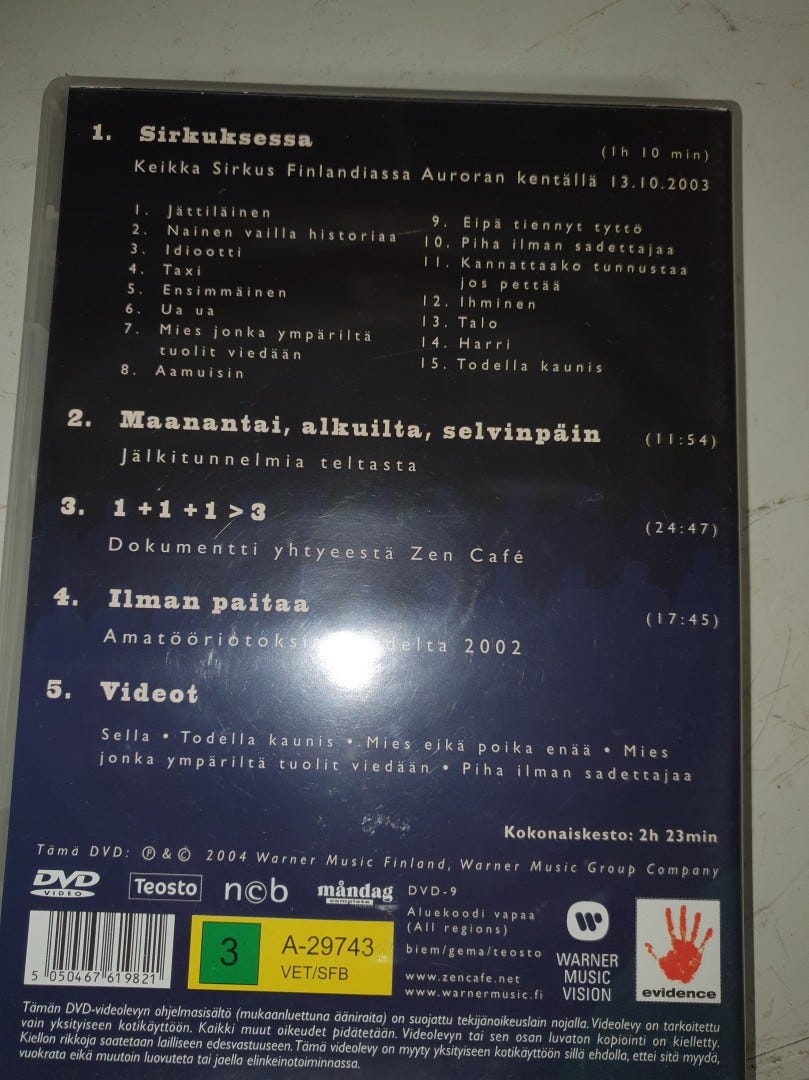 1. Sirkuksessa (1h 10 min)
Keikka Sirkus Finlandiassa Auroran kentällä 13.10.2003
1. Jättiläinen
2. Nainen vailla historiaa
3. Idiootti
4. Taxi
5. Ensimmäinen
6. Ua ua
7. Mies jonka ympäriltä
tuolit viedään
8. Aamuisin
9. Eipä tiennyt tyttö
10. Piha ilman sadettajaa
11. Kannattaako tunnustaa
jos pettää
12. Ihminen
13. Talo
14. Harri
15. Todella kaunis
2. Maanantai, alkuilta, selvinpäin (11:54)
Jälkitunnelmia teltasta
3. 1+1+1>3 (24:47)
Dokumentti yhtyeestä Zen Café
4. Ilman paitaa (17:45)
2002
5. Videot
Sella • Todella kaunis • Mies eikä poika enää • Mies
jonka ympäriltä tuolit viedään • Piha ilman sadettajaa
Kokonaiskesto: 2h 23min
Tämä DVD: ℗ & © 2004 Warner Music Finland, Warner Music Group Company
DVD VIDEO
Teosto
ncb
måndag
complete
DVD-9
Aluekoodi vapaa
(All regions)
biem/gema/teosto
www.zencafe.net
www.warnermusic.fi
WARNER
MUSIC
VISION
evidence
5 050467 619821
3
A-29743
VET/SFB
Tämän DVD-videolevyn ohjelmasisältö (mukaanluettuna ääniraita) on suojattu tekijänoikeuslain nojalla. Videolevy on tarkoitettu
vain yksityiseen kotikäyttöön. Kaikki muut oikeudet pidätetään. Videolevyn tai sen osan luvaton kopiointi on kielletty.
Kiellon rikkoja saatetaan lailliseen edesvastuuseen. Tämä videolevy on myyty yksityiseen kotikäyttöön sillä ehdolla, ettei sitä myydä,
vuokrata eikä muutoin luovuteta tai jaella elinkeinotoiminnassa.